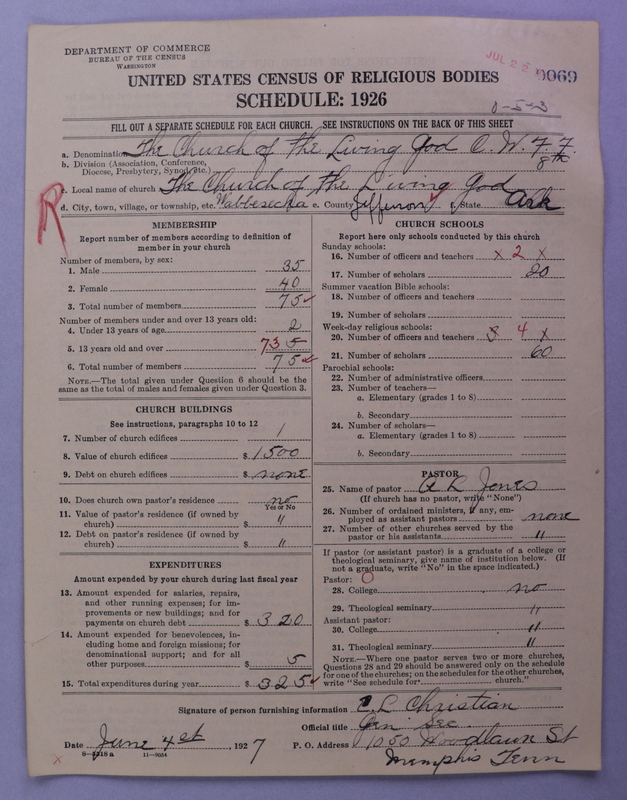 DEPARTMENT OF COMMERCE
BUREAU OF THE CENSUS
WASHINGTON
JUL 22
0069
UNITED STATES CENSUS OF RELIGIOUS BODIES
SCHEDULE: 1926
0-5-3
FILL OUT A SEPARATE SCHEDULE FOR EACH CHURCH. SEE INSTRUCTIONS ON THE BACK OF THIS SHEET
a. Denomination The Church of the Living God C. W. F. F.
b. Division (Association, Conference, Diocese, Presbytery, Synod, etc.) 8th
c. Local name of church The Church of the Living God
d. City, town, village, or township, etc. Wabbesicka e. County Jefferson f. State Ark
R
MEMBERSHIP
Report number of members according to definition of member in your church
Number of members, by sex:
1. Male 35
2. Female 40
3. Total number of members 75
Number of members under and over 13 years old:
4. Under 13 years of age 2
5. 13 years old and over 73 5
6. Total number of members 75
NOTE.—The total given under Question 6 should be the same as the total of males and females given under Question 3.
CHURCH BUILDINGS
See instructions, paragraphs 10 to 12
7. Number of church edifices 1
8. Value of church edifices $ 1500
9. Debt on church edifices $ none
10. Does church own pastor's residence no
Yes or No
11. Value of pastor's residence (if owned by church) $ "
12. Debt on pastor's residence (if owned by church) $ "
EXPENDITURES
Amount expended by your church during last fiscal year
13. Amount expended for salaries, repairs, and other running expenses; for improvements or new buildings; and for payments on church debt $ 320
14. Amount expended for benevolences, including home and foreign missions; for denominational support; and for all other purposes $ 5
15. Total expenditures during year $ 325
CHURCH SCHOOLS
Report here only schools conducted by this church
Sunday schools:
16. Number of officers and teachers x 2 x
17. Number of scholars 20
Summer vacation Bible schools:
18. Number of officers and teachers
19. Number of scholars
Week-day religious schools:
20. Number of officers and teachers 4 x
21. Number of scholars 60
Parochial schools:
22. Number of administrative officers
23. Number of teachers—
a. Elementary (grades 1 to 8)
b. Secondary
24. Number of scholars—
a. Elementary (grades 1 to 8)
b. Secondary
PASTOR
25. Name of pastor A L Jones
(If church has no pastor, write "None")
26. Number of ordained ministers, if any, employed as assistant pastors none
27. Number of other churches served by the pastor or his assistants "
If pastor (or assistant pastor) is a graduate of a college or theological seminary, give name of institution below. (If not a graduate, write "No" in the space indicated.)
Pastor: O
28. College no
29. Theological seminary "
Assistant pastor:
30. College "
31. Theological seminary "
NOTE.—Where one pastor serves two or more churches, Questions 28 and 29 should be answered only on the schedule for one of the churches; on the schedules for the other churches, write "See schedule for church."
Signature of person furnishing information C. L Christian
Official title Gen Sec
Date June 4st, 1927 P. O. Address 1050 Woodlawn St
Memphis Tenn
8—4218 a 11—9034
x